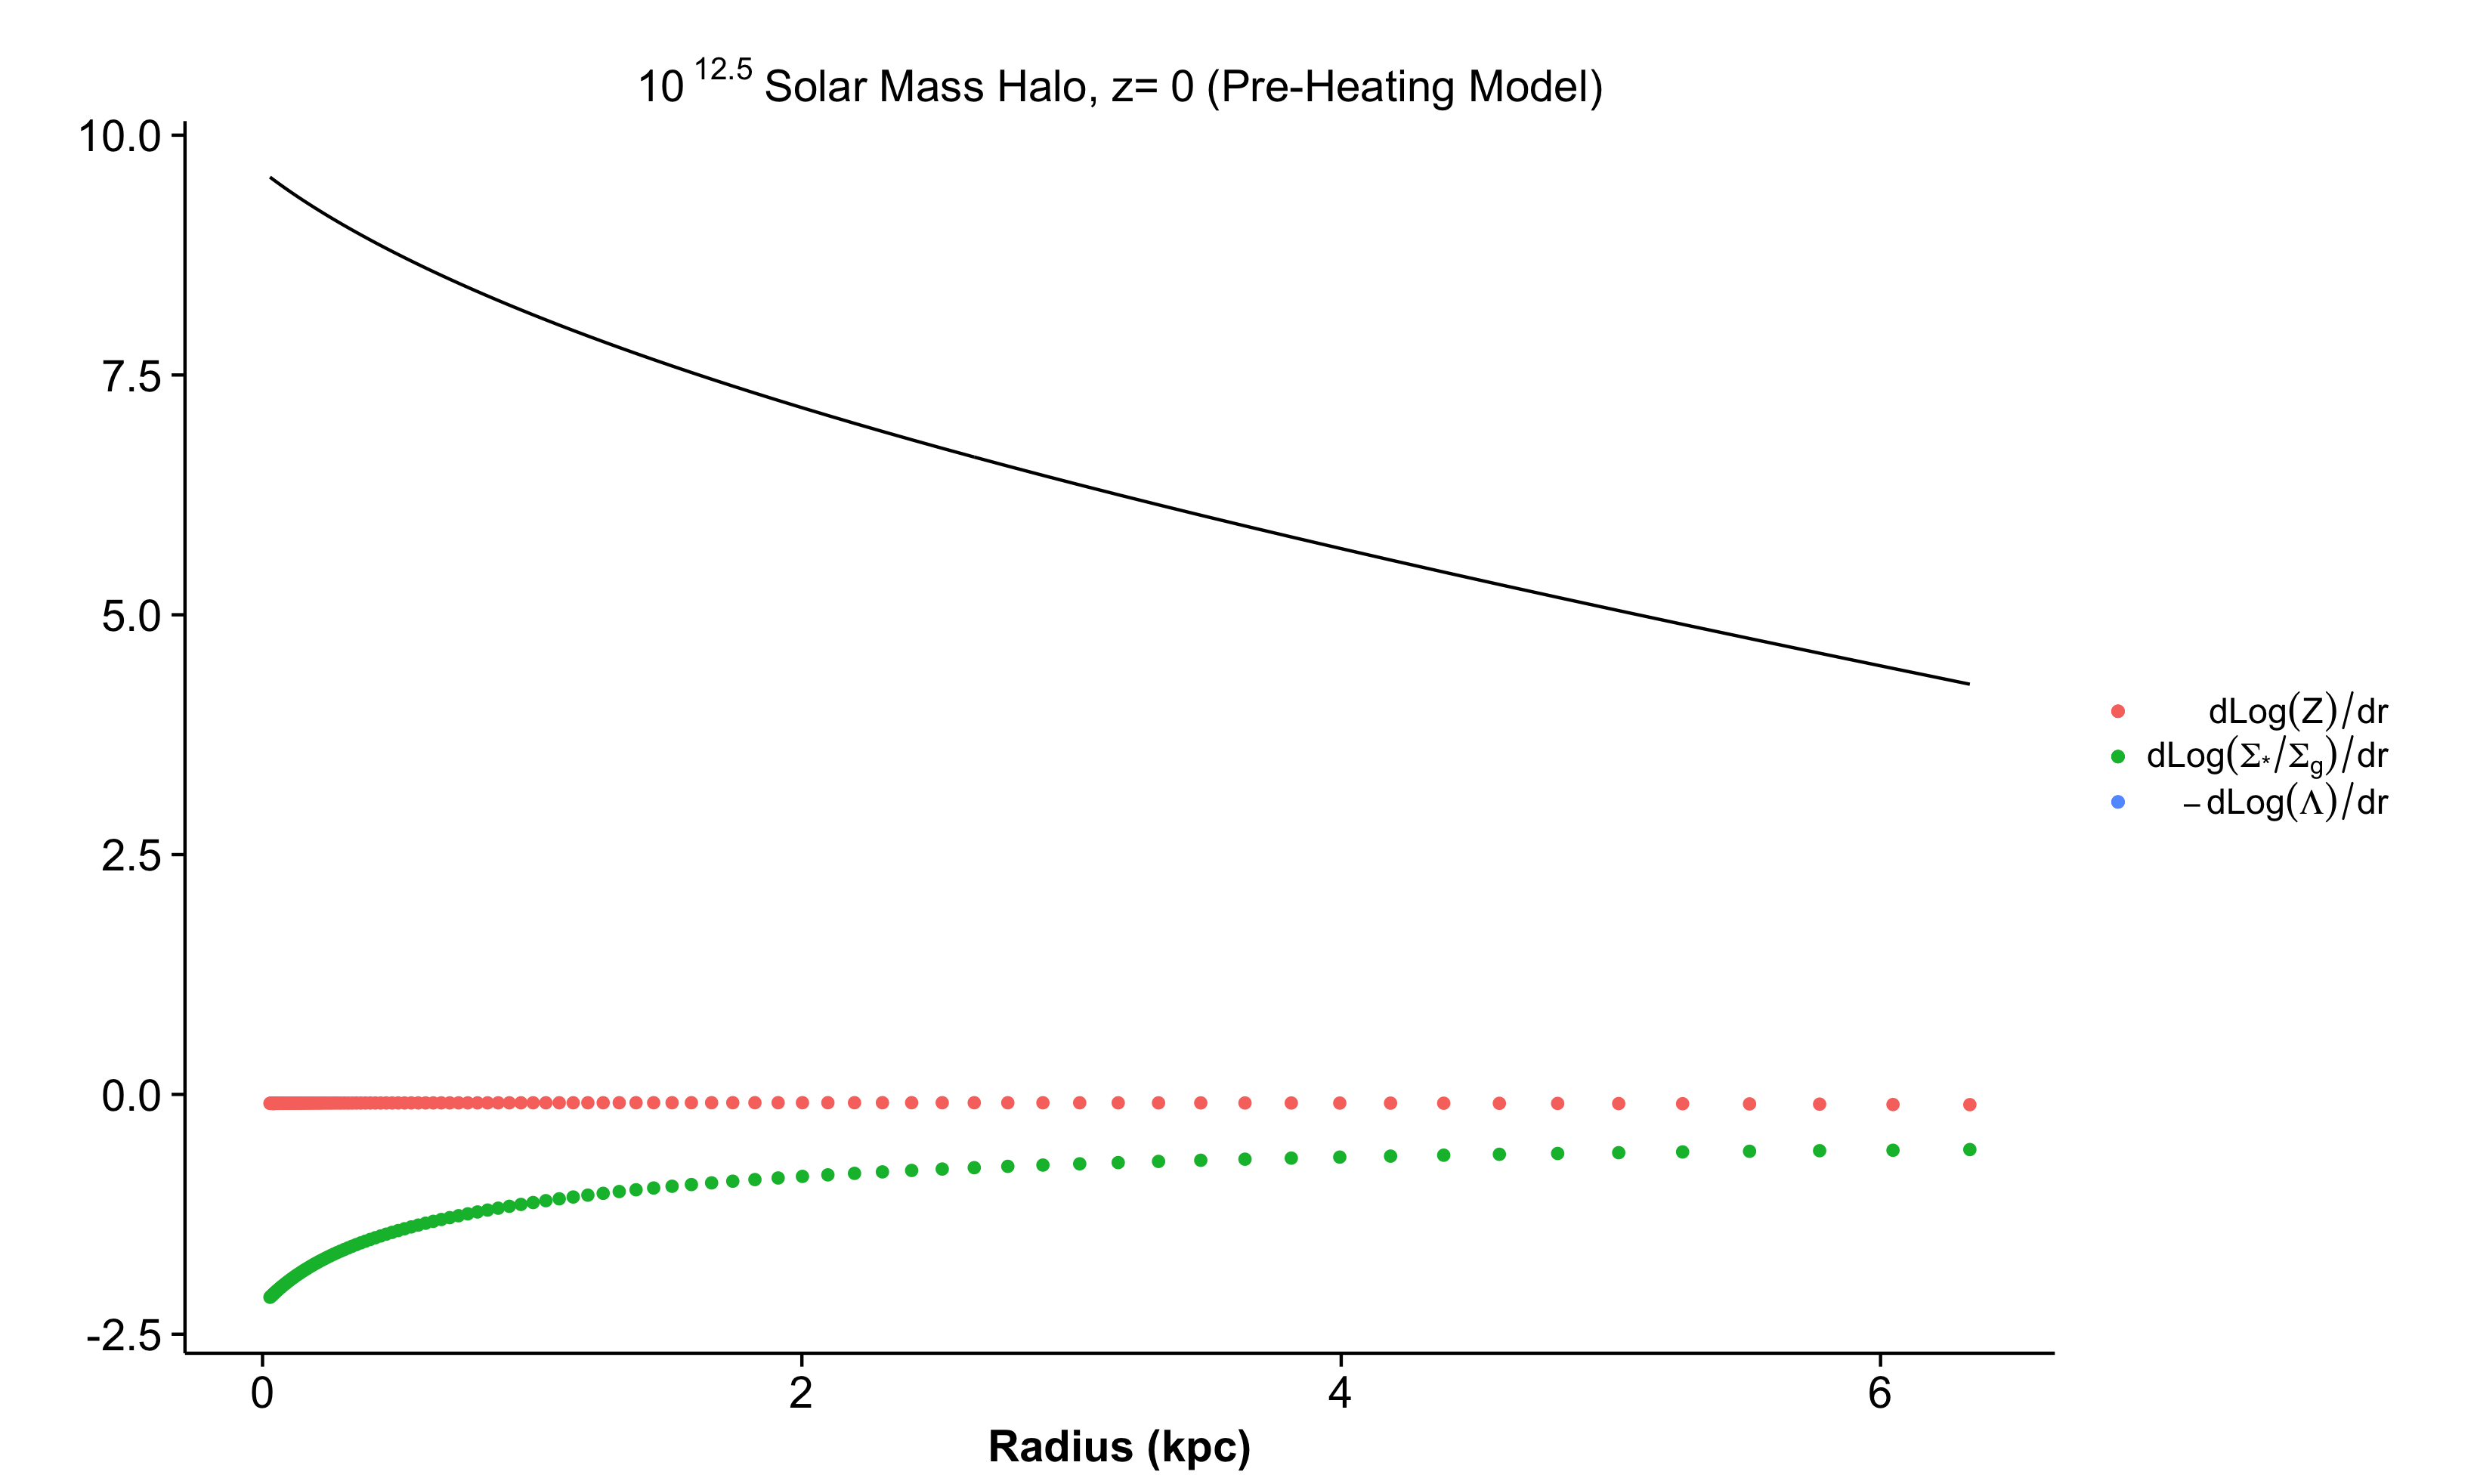 10^12.5 Solar Mass Halo, z= 0 (Pre-Heating Model)
10.0
7.5
5.0
2.5
0.0
-2.5
0 2 4 6
Radius (kpc)
dLog(Z)/dr
dLog(Σ*/Σg)/dr
−dLog(Λ)/dr